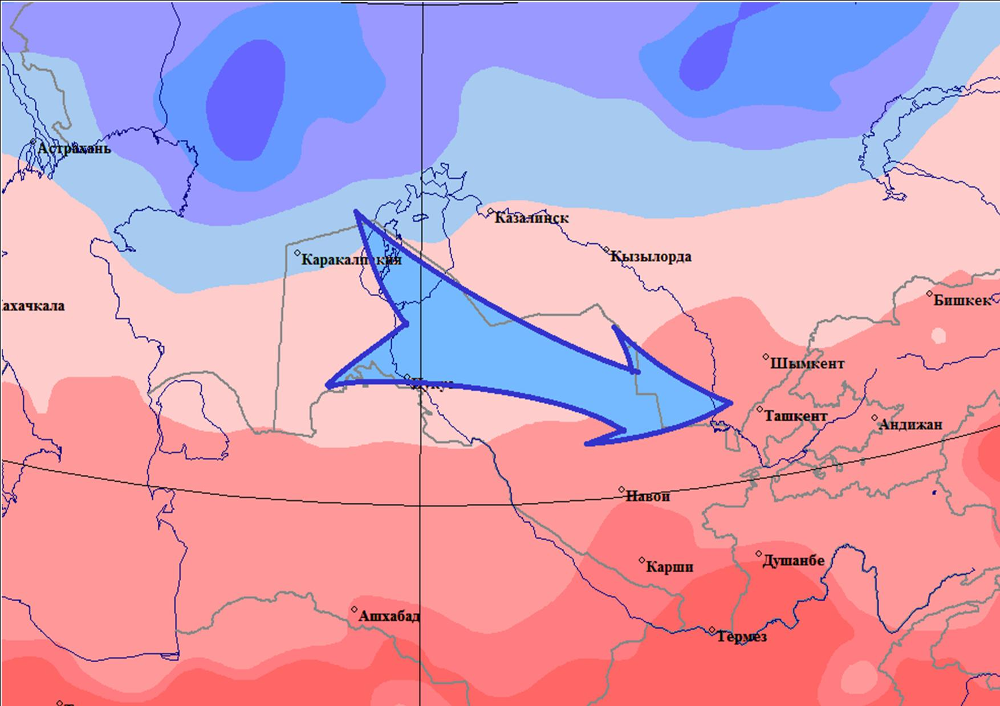 Астрахань
Казалинск
Кызылорда
Каракалпакия
ахачкала
Бишкек
Шымкент
Ташкент
Андижан
Навои
Душанбе
Карши
Ашхабад
Термез